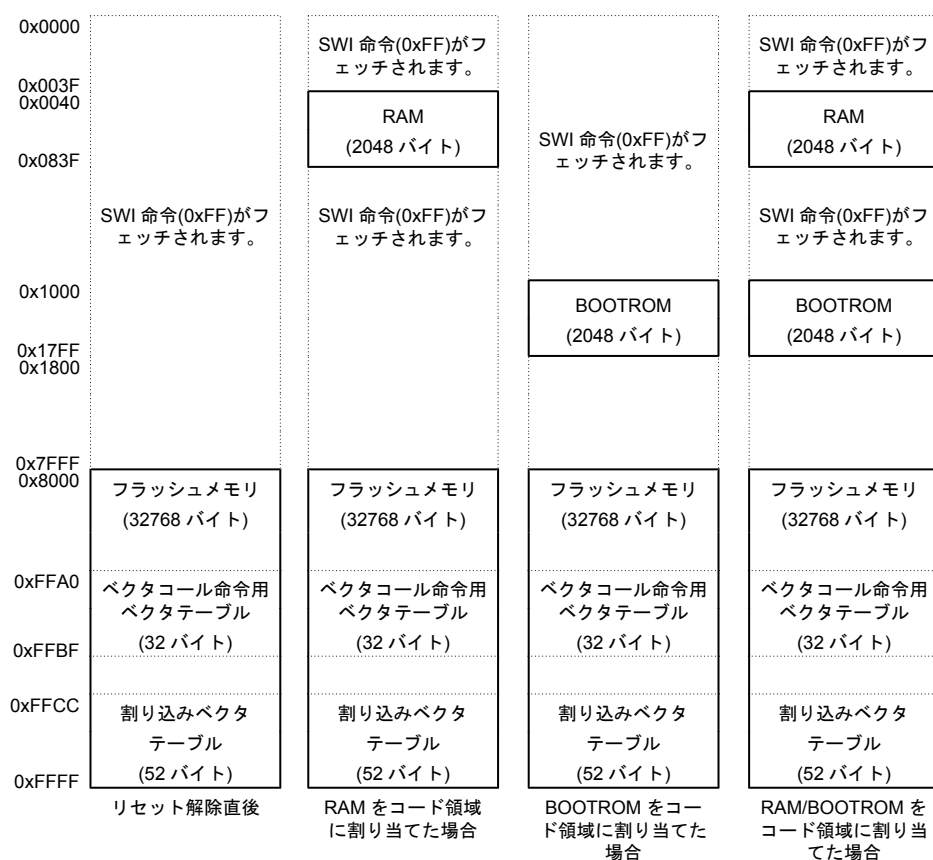 0x0000
0x003F
0x0040
0x083F
0x1000
0x17FF
0x1800
0x7FFF
0x8000
0xFFA0
0xFFBF
0xFFCC
0xFFFF
SWI 命令(0xFF)がフ
ェッチされます。
フラッシュメモリ
(32768 バイト)
ベクタコール命令用
ベクタテーブル
(32 バイト)
割り込みベクタ
テーブル
(52 バイト)
リセット解除直後
SWI 命令(0xFF)がフ
ェッチされます。
RAM
(2048 バイト)
SWI 命令(0xFF)がフ
ェッチされます。
フラッシュメモリ
(32768 バイト)
ベクタコール命令用
ベクタテーブル
(32 バイト)
割り込みベクタ
テーブル
(52 バイト)
RAM をコード領域
に割り当てた場合
SWI 命令(0xFF)がフ
ェッチされます。
BOOTROM
(2048 バイト)
フラッシュメモリ
(32768 バイト)
ベクタコール命令用
ベクタテーブル
(32 バイト)
割り込みベクタ
テーブル
(52 バイト)
BOOTROM をコー
ド領域に割り当てた
場合
SWI 命令(0xFF)がフ
ェッチされます。
RAM
(2048 バイト)
SWI 命令(0xFF)がフ
ェッチされます。
BOOTROM
(2048 バイト)
フラッシュメモリ
(32768 バイト)
ベクタコール命令用
ベクタテーブル
(32 バイト)
割り込みベクタ
テーブル
(52 バイト)
RAM/BOOTROM を
コード領域に割り当
てた場合